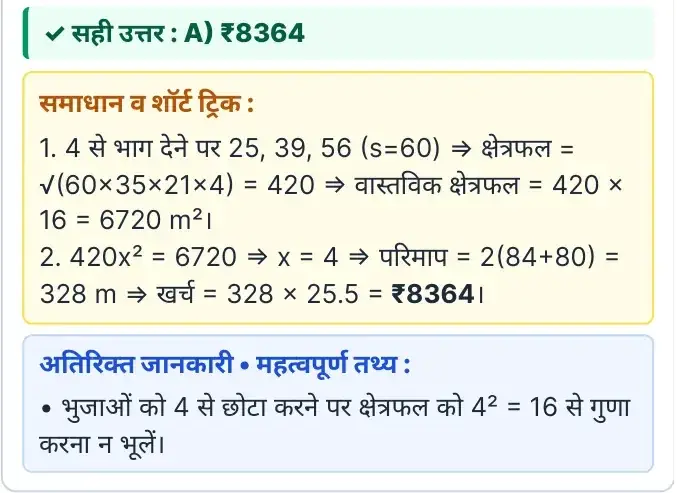 ✓ सही उत्तर : A) ₹8364
समाधान व शॉर्ट ट्रिक :
1. 4 से भाग देने पर 25, 39, 56 (s=60) ⇒ क्षेत्रफल =
√(60×35×21×4) = 420 ⇒ वास्तविक क्षेत्रफल = 420 ×
16 = 6720 m²।
2. 420x² = 6720 ⇒ x = 4 ⇒ परिमाप = 2(84+80) =
328 m ⇒ खर्च = 328 × 25.5 = ₹8364।
अतिरिक्त जानकारी • महत्वपूर्ण तथ्य :
• भुजाओं को 4 से छोटा करने पर क्षेत्रफल को 4² = 16 से गुणा
करना न भूलें।